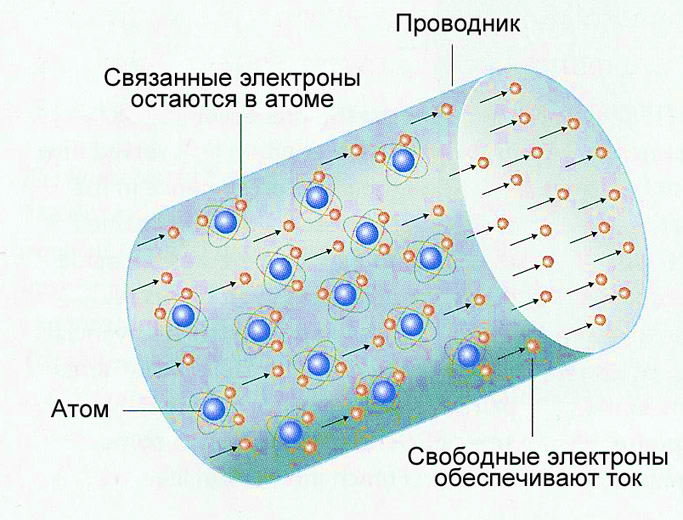 Проводник
Связанные электроны
остаются в атоме
Атом
Свободные электроны
обеспечивают ток